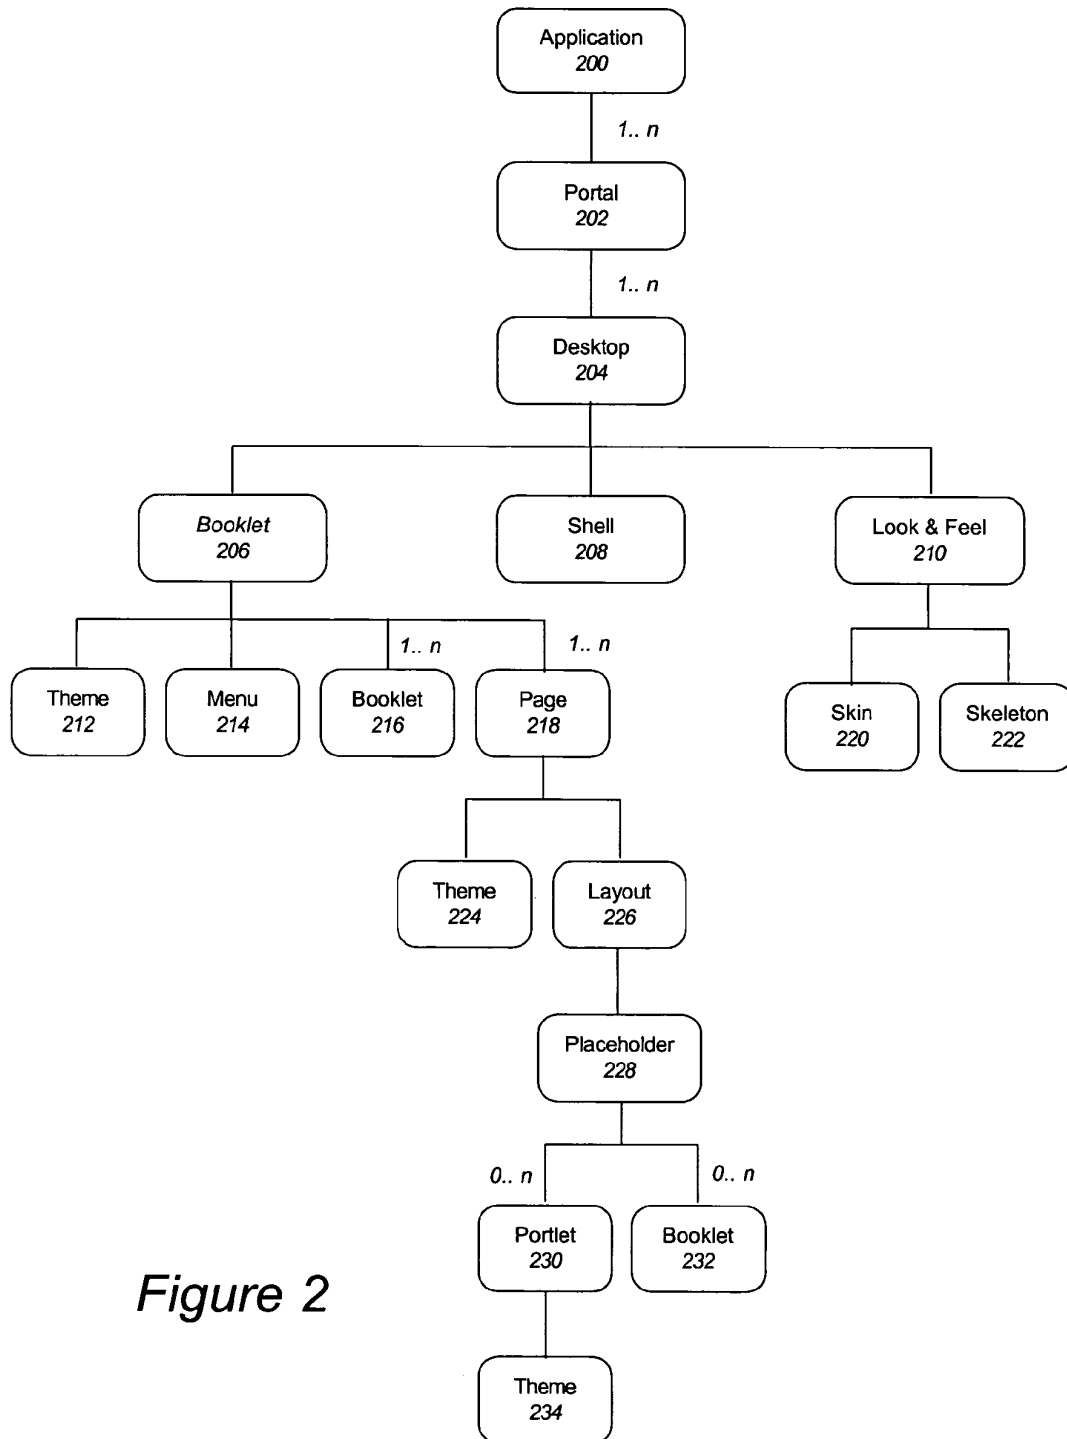 Application
200
1.. n
Portal
202
1.. n
Desktop
204
Booklet
206
Shell
208
Look & Feel
210
1.. n
1.. n
Theme
212
Menu
214
Booklet
216
Page
218
Skin
220
Skeleton
222
Theme
224
Layout
226
Placeholder
228
0.. n
0.. n
Portlet
230
Booklet
232
Figure 2
Theme
234